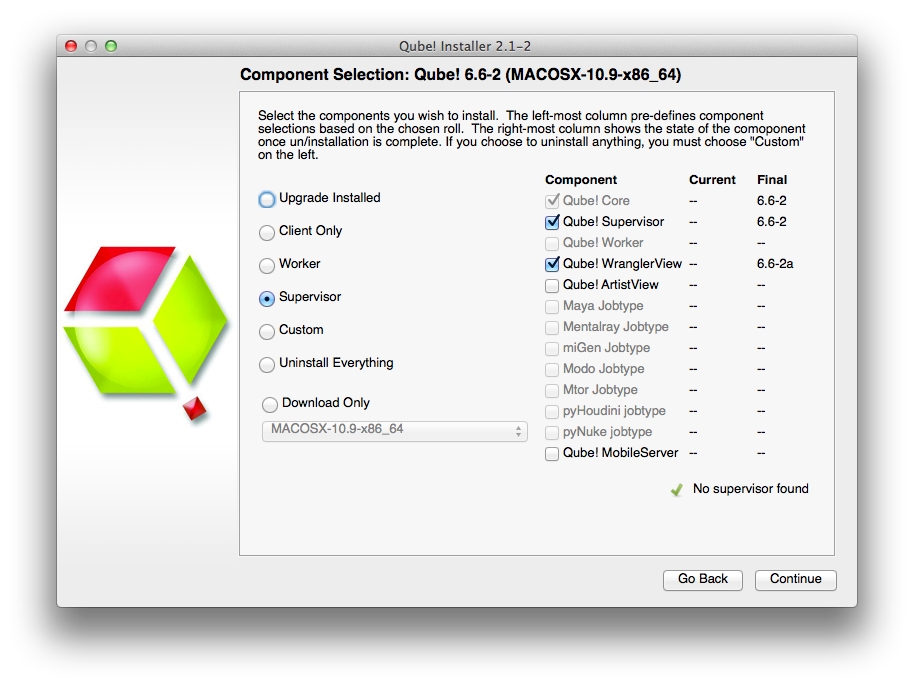 Qube! Installer 2.1-2
Component Selection: Qube! 6.6-2 (MACOSX-10.9-x86_64)
Select the components you wish to install. The left-most column pre-defines component
selections based on the chosen roll. The right-most column shows the state of the comoponent
once un/installation is complete. If you choose to uninstall anything, you must choose "Custom"
on the left.
Upgrade Installed
Client Only
Worker
Supervisor
Custom
Uninstall Everything
Download Only
MACOSX-10.9-x86_64
Component Current Final
Qube! Core -- 6.6-2
Qube! Supervisor -- 6.6-2
Qube! Worker -- --
Qube! WranglerView -- 6.6-2a
Qube! ArtistView -- --
Maya Jobtype -- --
Mentalray Jobtype -- --
miGen Jobtype -- --
Modo Jobtype -- --
Mtor Jobtype -- --
pyHoudini jobtype -- --
pyNuke jobtype -- --
Qube! MobileServer -- --
No supervisor found
Go Back
Continue